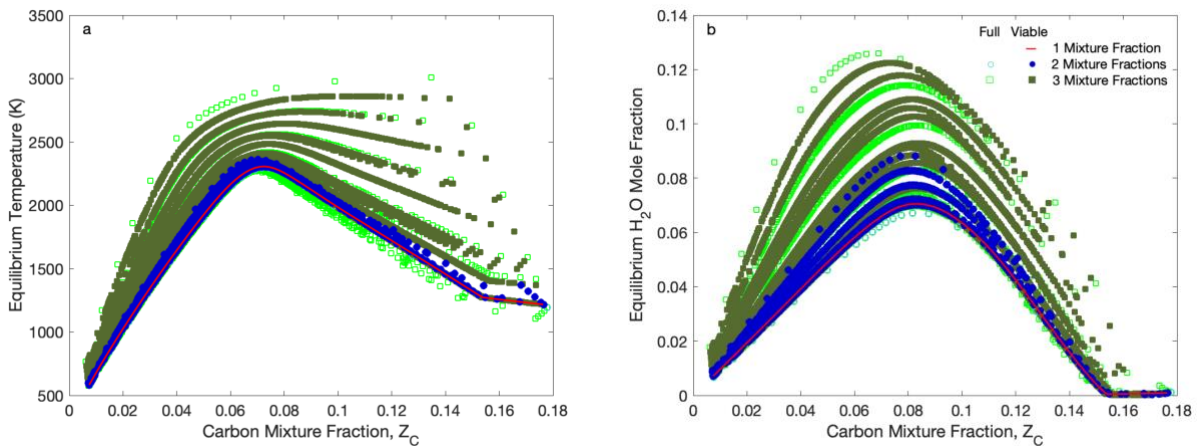 a
3500
3000
2500
2000
1500
1000
500
0 0.02 0.04 0.06 0.08 0.1 0.12 0.14 0.16 0.18
Equilibrium Temperature (K)
Carbon Mixture Fraction, Z_C
b
Full Viable
1 Mixture Fraction
2 Mixture Fractions
3 Mixture Fractions
0.14
0.12
0.1
0.08
0.06
0.04
0.02
0
0 0.02 0.04 0.06 0.08 0.1 0.12 0.14 0.16 0.18
Equilibrium H₂O Mole Fraction
Carbon Mixture Fraction, Z_C